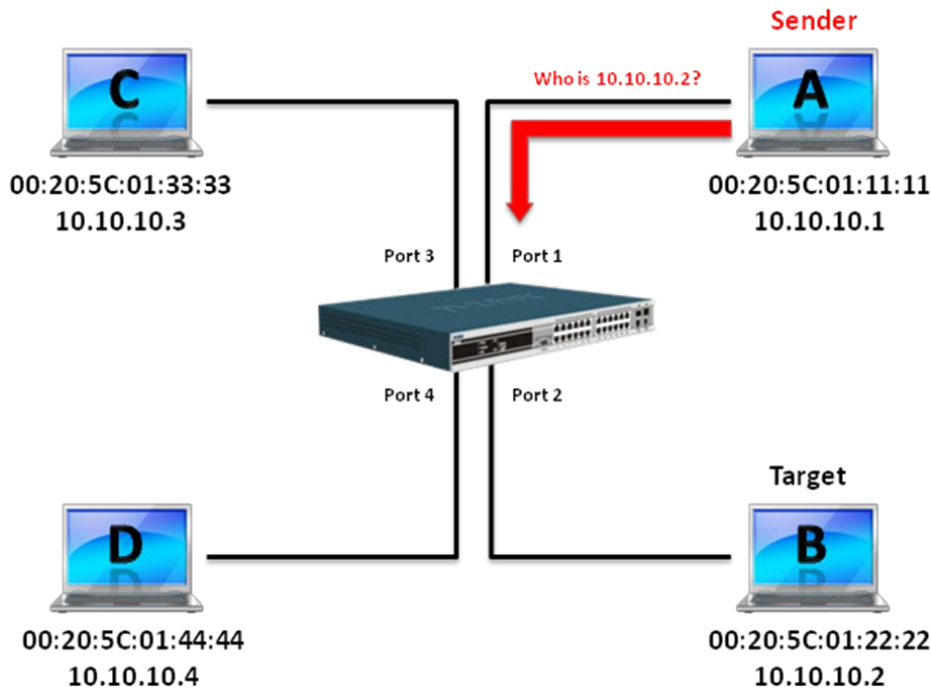 Sender
Who is 10.10.10.2?
C
A
00:20:5C:01:33:33
10.10.10.3
00:20:5C:01:11:11
10.10.10.1
Port 3
Port 1
Port 4
Port 2
Target
D
B
00:20:5C:01:44:44
10.10.10.4
00:20:5C:01:22:22
10.10.10.2